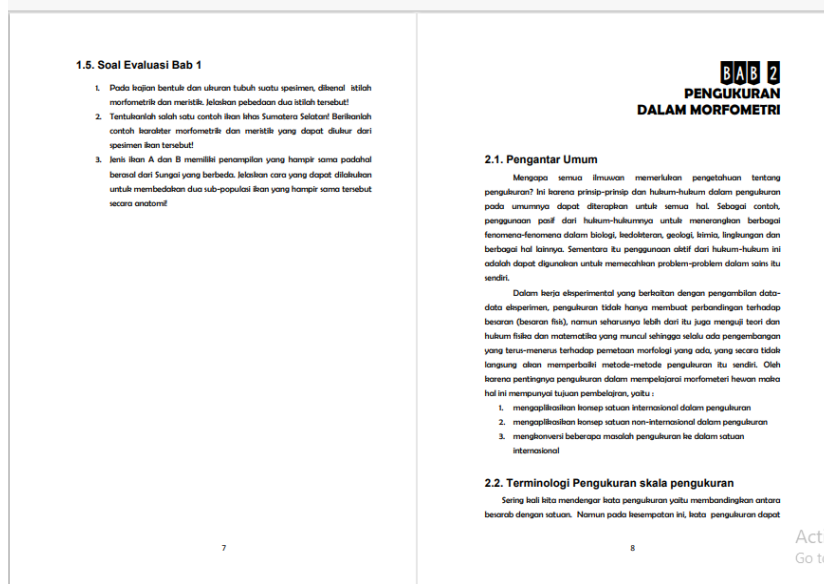 1.5. Soal Evaluasi Bab 1
1. Pada kajian bentuk dan ukuran tubuh suatu spesimen, dikenal istilah
morfometrik dan meristik. Jelaskan pebedaan dua istilah tersebut!
2. Tentukanlah salah satu contoh ikan khas Sumatera Selatan! Berikanlah
contoh karakter morfometrik dan meristik yang dapat diukur dari
spesimen ikan tersebut!
3. Jenis ikan A dan B memiliki penampilan yang hampir sama padahal
berasal dari Sungai yang berbeda. Jelaskan cara yang dapat dilakukan
untuk membedakan dua sub-populasi ikan yang hampir sama tersebut
secara anatomi!
7
BAB 2
PENGUKURAN
DALAM MORFOMETRI
2.1. Pengantar Umum
Mengapa semua ilmuwan memerlukan pengetahuan tentang
pengukuran? Ini karena prinsip-prinsip dan hukum-hukum dalam pengukuran
pada umumnya dapat diterapkan untuk semua hal. Sebagai contoh,
penggunaan pasif dari hukum-hukumnya untuk menerangkan berbagai
fenomena-fenomena dalam biologi, kedokteran, geologi, kimia, lingkungan dan
berbagai hal lainnya. Sementara itu penggunaan aktif dari hukum-hukum ini
adalah dapat digunakan untuk memecahkan problem-problem dalam sains itu
sendiri.
Dalam kerja eksperimental yang berkaitan dengan pengambilan data-
data eksperimen, pengukuran tidak hanya membuat perbandingan terhadap
besaran (besaran fisis), namun seharusnya lebih dari itu juga menguji teori dan
hukum fisika dan matematika yang muncul sehingga selalu ada pengembangan
yang terus-menerus terhadap pemetaan morfologi yang ada, yang secara tidak
langsung akan memperbaiki metode-metode pengukuran itu sendiri. Oleh
karena pentingnya pengukuran dalam mempelajarai morfometeri hewan maka
hal ini mempunyai tujuan pembelajran, yaitu :
1. mengaplikasikan konsep satuan internasional dalam pengukuran
2. mengaplikasikan konsep satuan non-internasional dalam pengukuran
3. mengkonversi beberapa masalah pengukuran ke dalam satuan
internasional
2.2. Terminologi Pengukuran skala pengukuran
Sering kali kita mendengar kata pengukuran yaitu membandingkan antara
besarab dengan satuan. Namun pada kesempatan ini, kata pengukuran dapat
8
Act
Go t